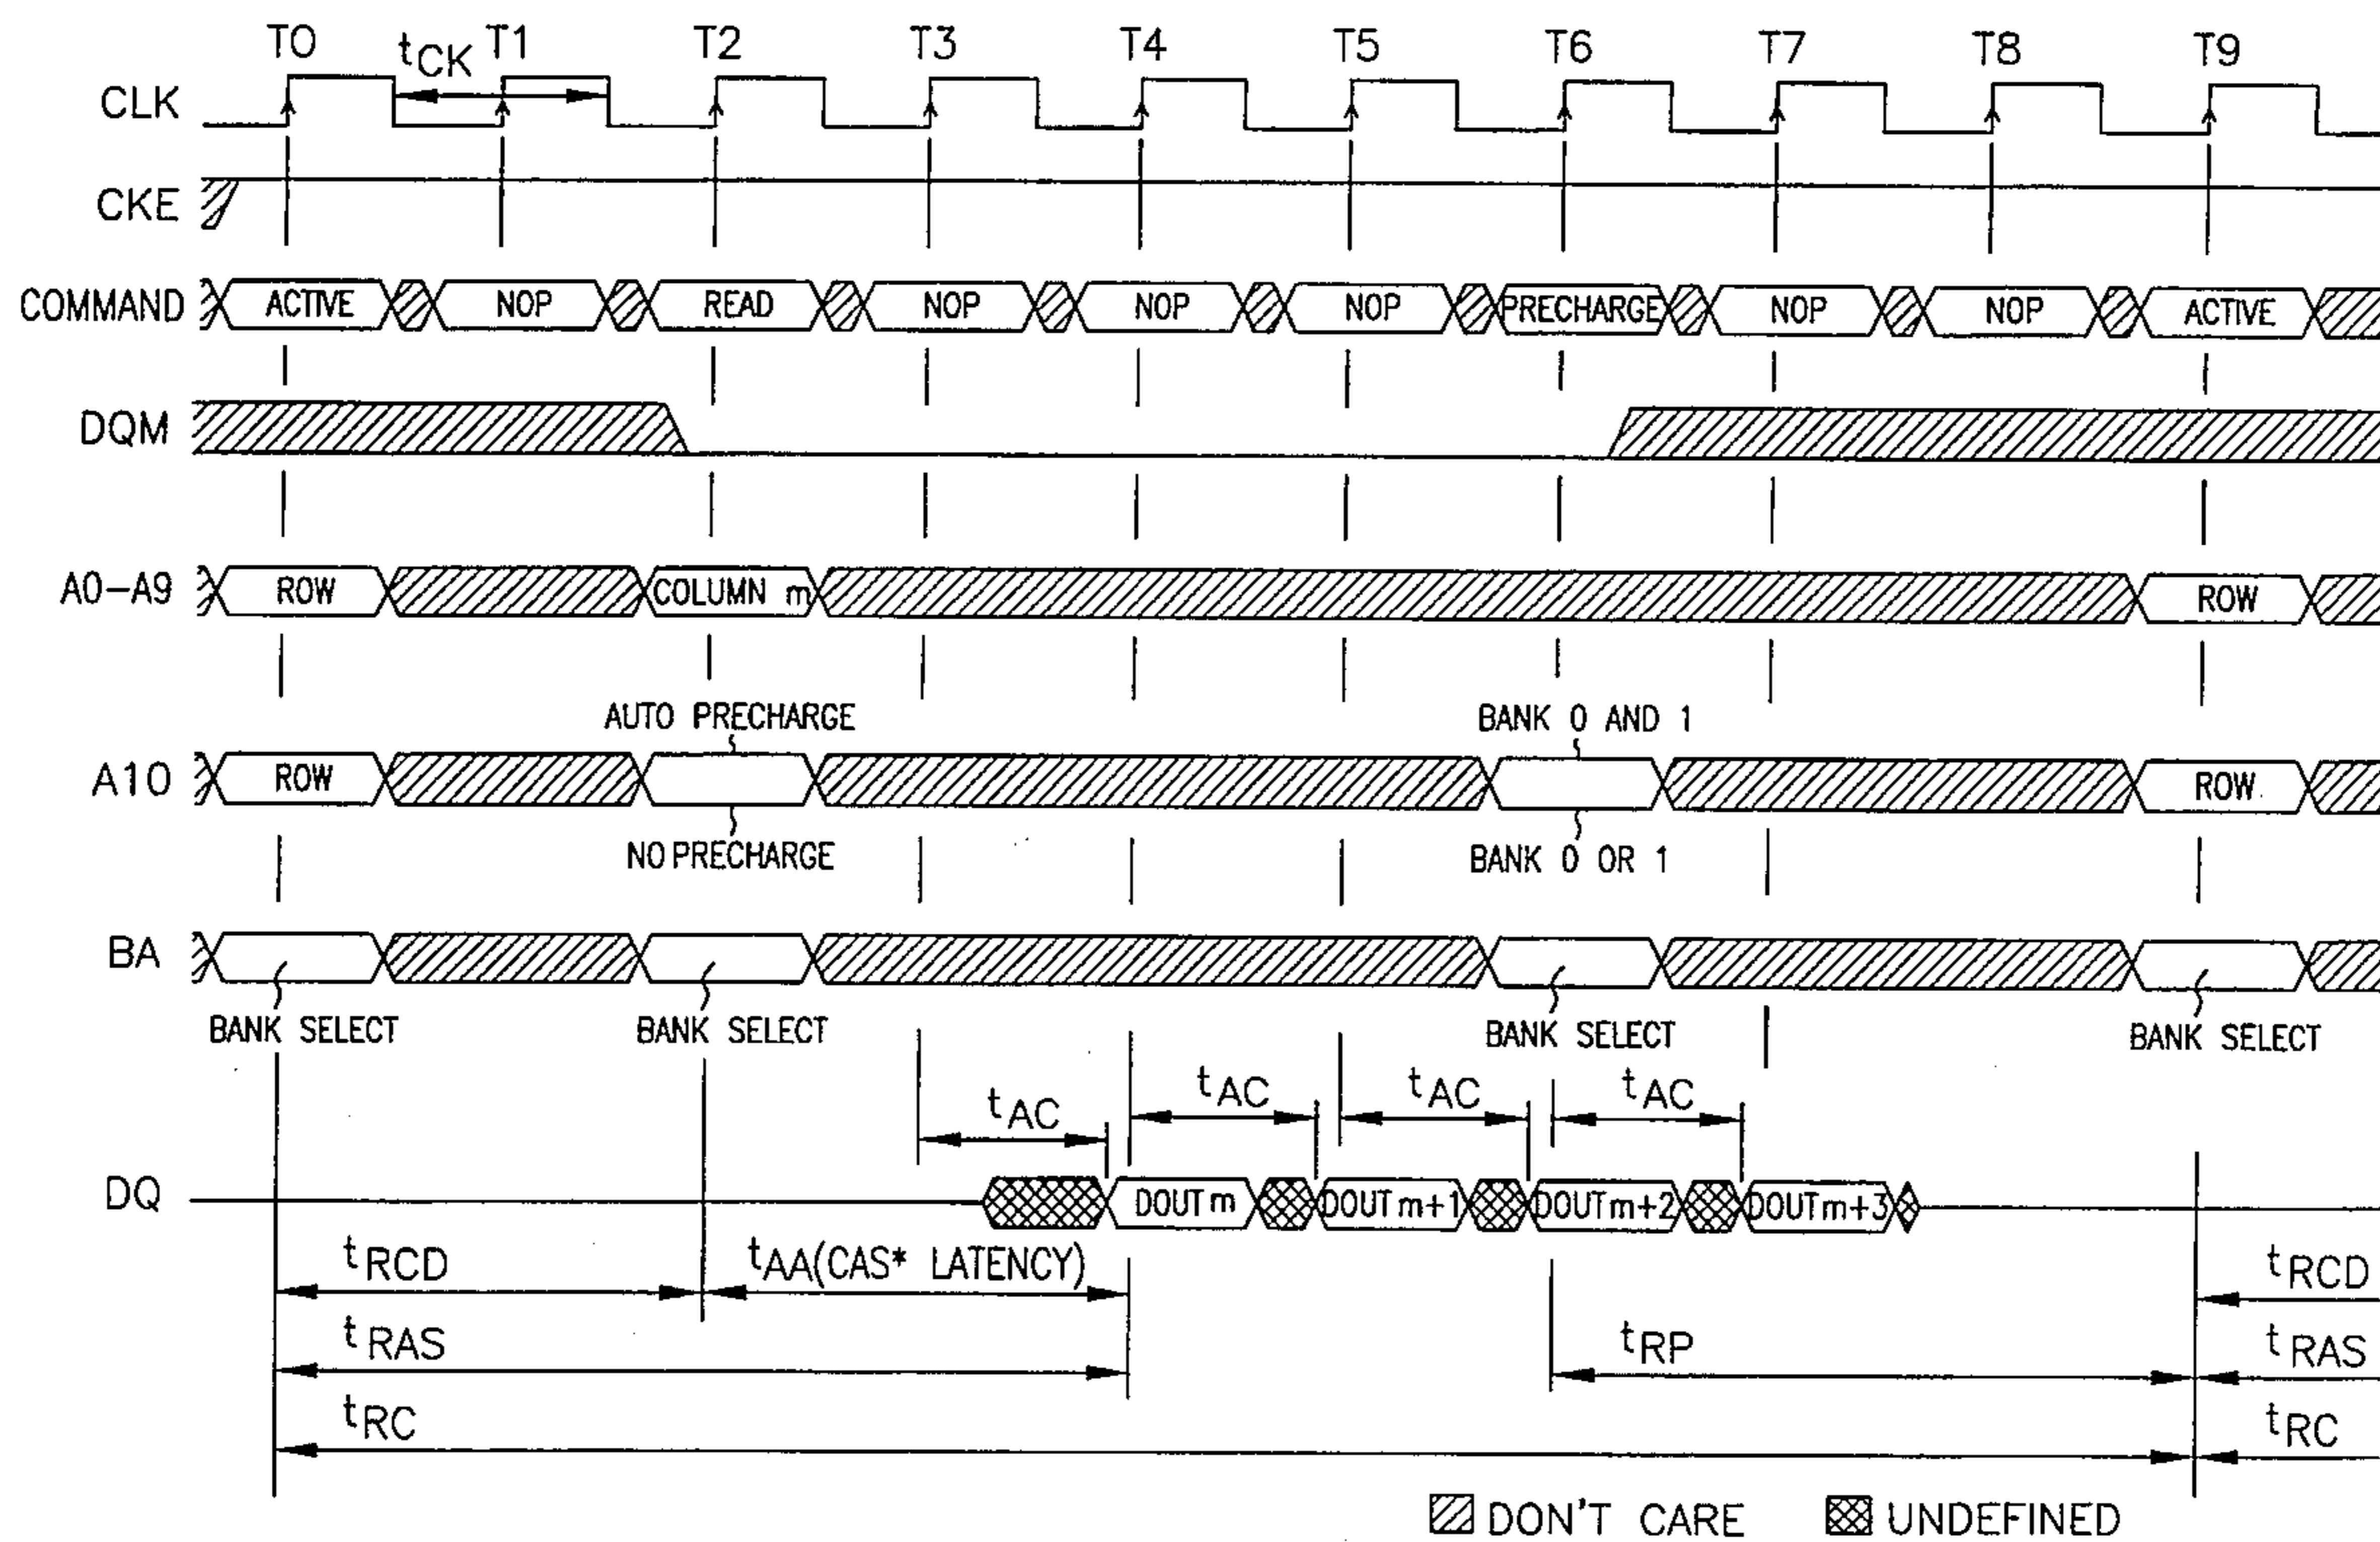 T0 tCK T1 T2 T3 T4 T5 T6 T7 T8 T9
CLK
CKE
COMMAND ACTIVE NOP READ NOP NOP NOP PRECHARGE NOP NOP ACTIVE
DQM
A0-A9 ROW COLUMN m ROW
AUTO PRECHARGE BANK 0 AND 1
A10 ROW ROW
NO PRECHARGE BANK 0 OR 1
BA
BANK SELECT BANK SELECT BANK SELECT BANK SELECT
tAC tAC tAC tAC
DQ DOUT m DOUT m+1 DOUT m+2 DOUT m+3
tRCD tAA(CAS* LATENCY) tRCD
tRAS tRP tRAS
tRC tRC
DON'T CARE UNDEFINED